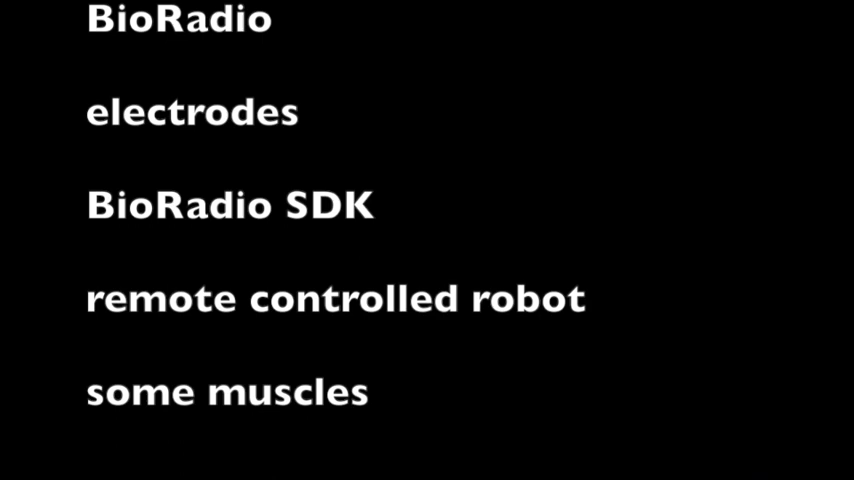 BioRadio
electrodes
BioRadio SDK
remote controlled robot
some muscles